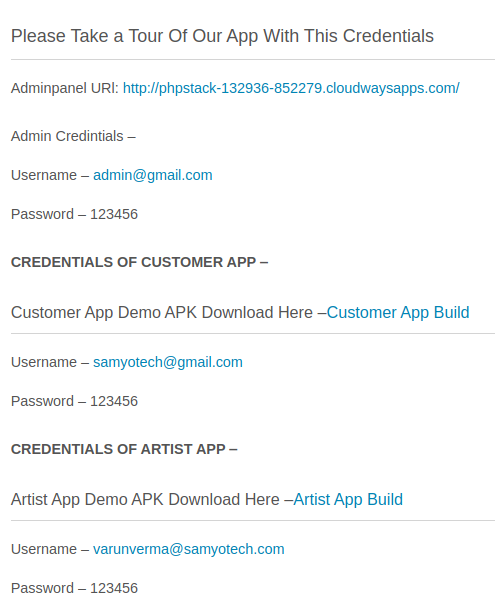 Please Take a Tour Of Our App With This Credentials
Adminpanel URl: http://phpstack-132936-852279.cloudwaysapps.com/
Admin Credintials –
Username – admin@gmail.com
Password – 123456
CREDENTIALS OF CUSTOMER APP –
Customer App Demo APK Download Here –Customer App Build
Username – samyotech@gmail.com
Password – 123456
CREDENTIALS OF ARTIST APP –
Artist App Demo APK Download Here –Artist App Build
Username – varunverma@samyotech.com
Password – 123456